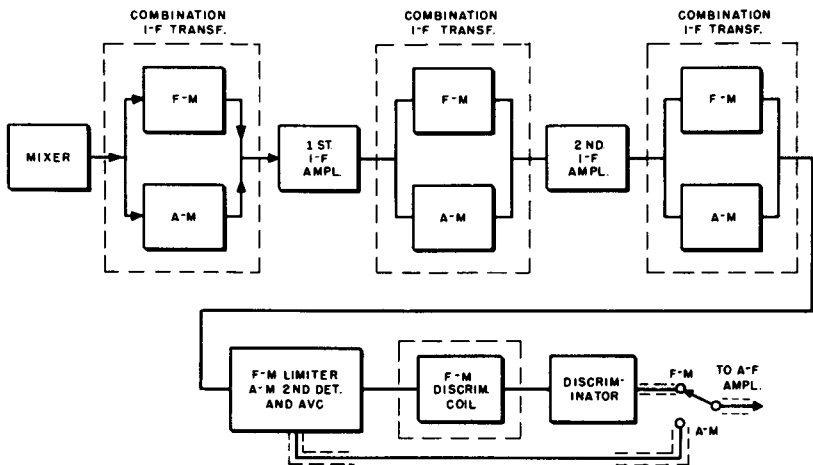 COMBINATION
I-F TRANSF.
COMBINATION
I-F TRANSF.
COMBINATION
I-F TRANSF.
MIXER
F-M
A-M
1 ST.
I-F
AMPL.
F-M
A-M
2 ND.
I-F
AMPL.
F-M
A-M
F-M LIMITER
A-M 2ND DET.
AND AVC
F-M
DISCRIM.
COIL
DISCRIM-
INATOR
F-M
A-M
TO A-F
AMPL.